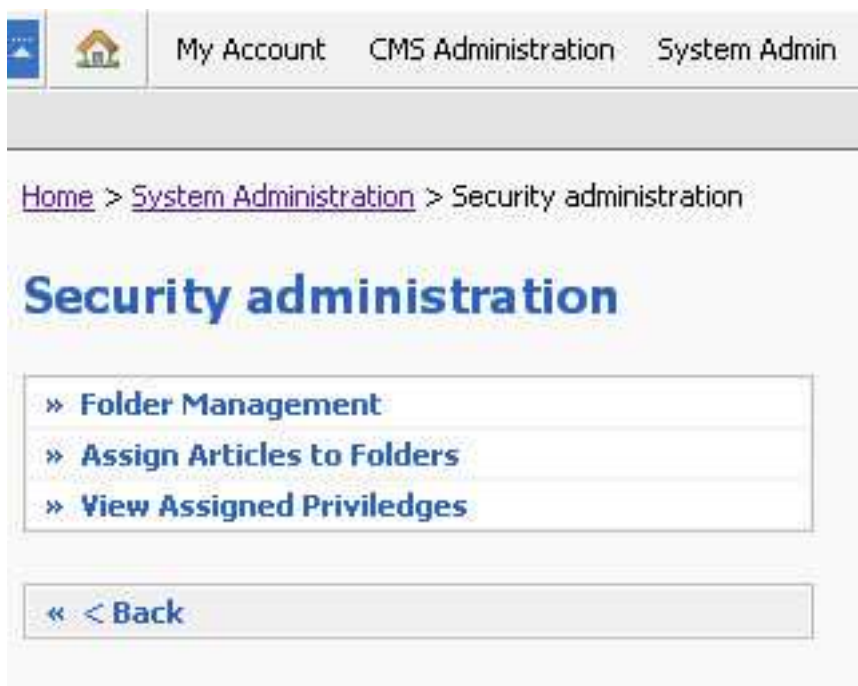 My Account CMS Administration System Admin
Home > System Administration > Security administration
Security administration
» Folder Management
» Assign Articles to Folders
» View Assigned Priviledges
« < Back